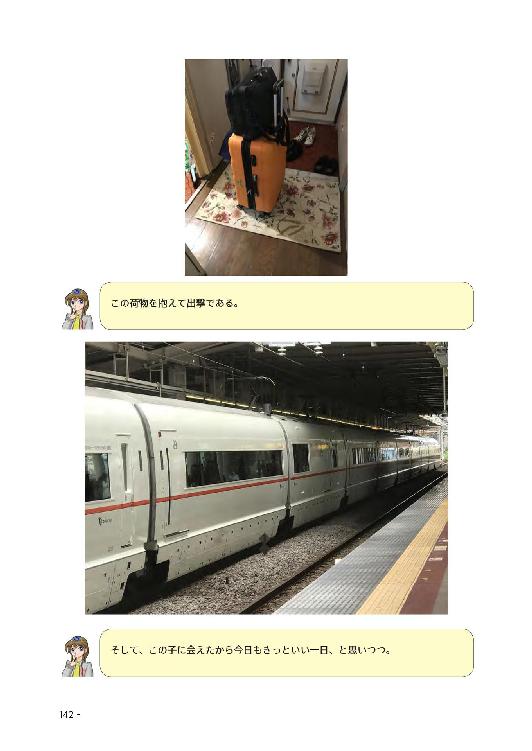 この荷物を抱えて出撃である。
そして、この子に会えたから今日もきっといい一日、と思いつつ。
142 -